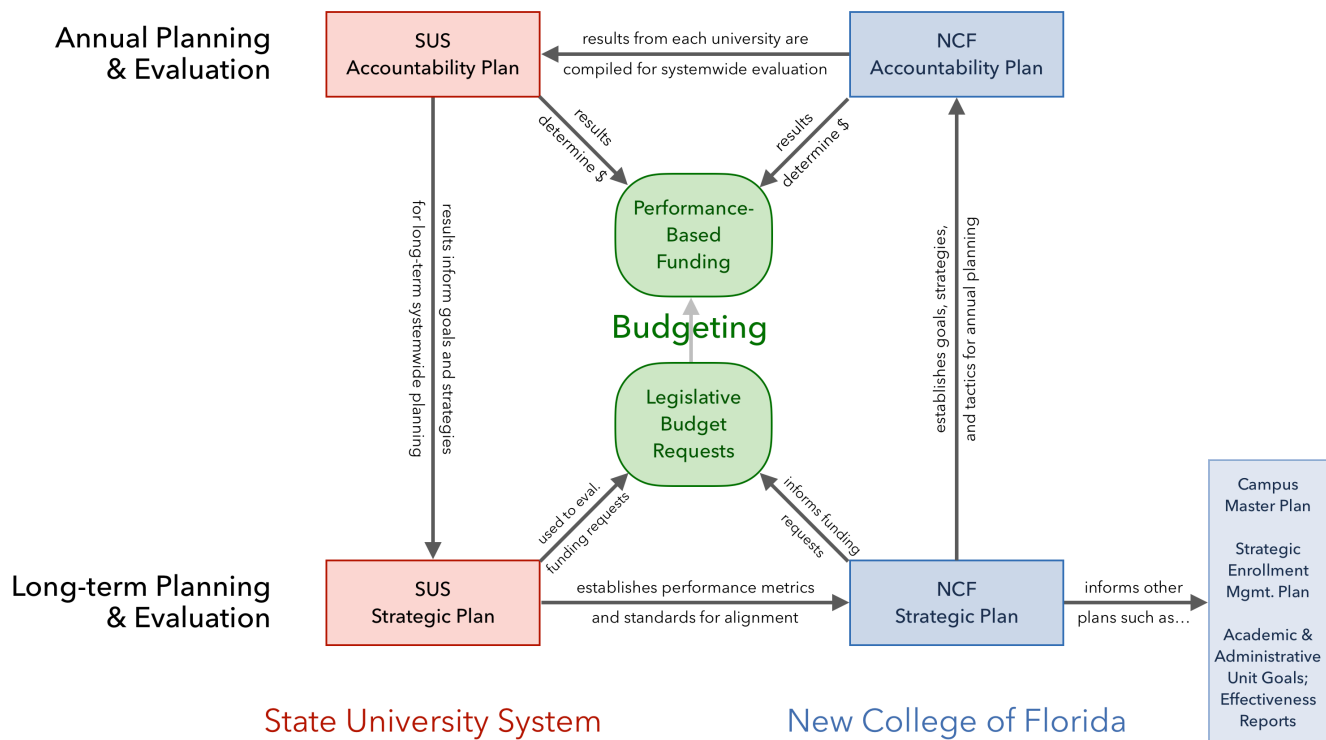 Annual Planning
& Evaluation
SUS
Accountability Plan
results from each university are
compiled for systemwide evaluation
NCF
Accountability Plan
results
determine $
results
determine $
Performance-
Based
Funding
Budgeting
Legislative
Budget
Requests
results inform goals and strategies
for long-term systemwide planning
establishes goals, strategies,
and tactics for annual planning
used to eval.
funding requests
informs funding
requests
Long-term Planning
& Evaluation
SUS
Strategic Plan
establishes performance metrics
and standards for alignment
NCF
Strategic Plan
informs other
plans such as…
Campus
Master Plan
Strategic
Enrollment
Mgmt. Plan
Academic &
Administrative
Unit Goals;
Effectiveness
Reports
State University System
New College of Florida